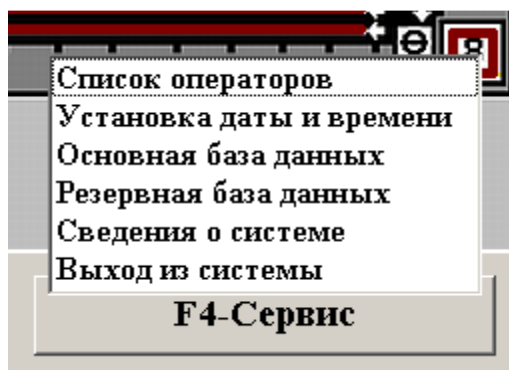 Ө Я
Список операторов
Установка даты и времени
Основная база данных
Резервная база данных
Сведения о системе
Выход из системы
F4-Сервис